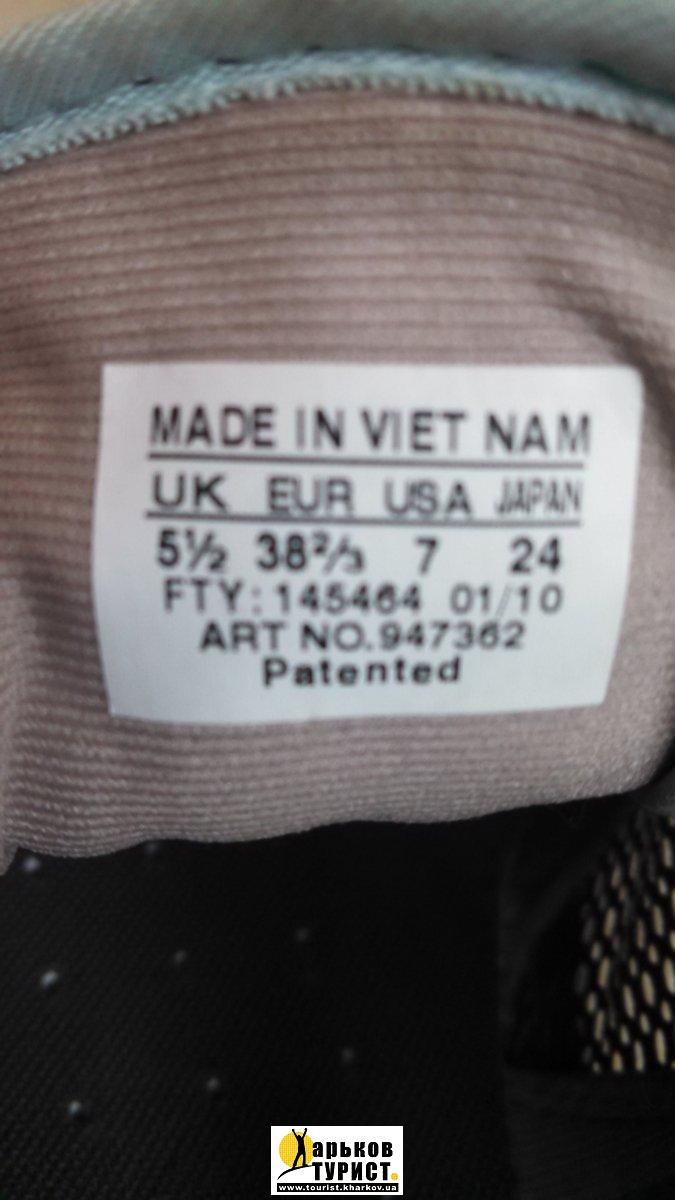 MADE IN VIET NAM
UK EUR USA JAPAN
5½ 38²/₃ 7 24
FTY: 145464 01/10
ART NO.947362
Patented
Харьков
ТУРИСТ
www.tourist.kharkov.ua